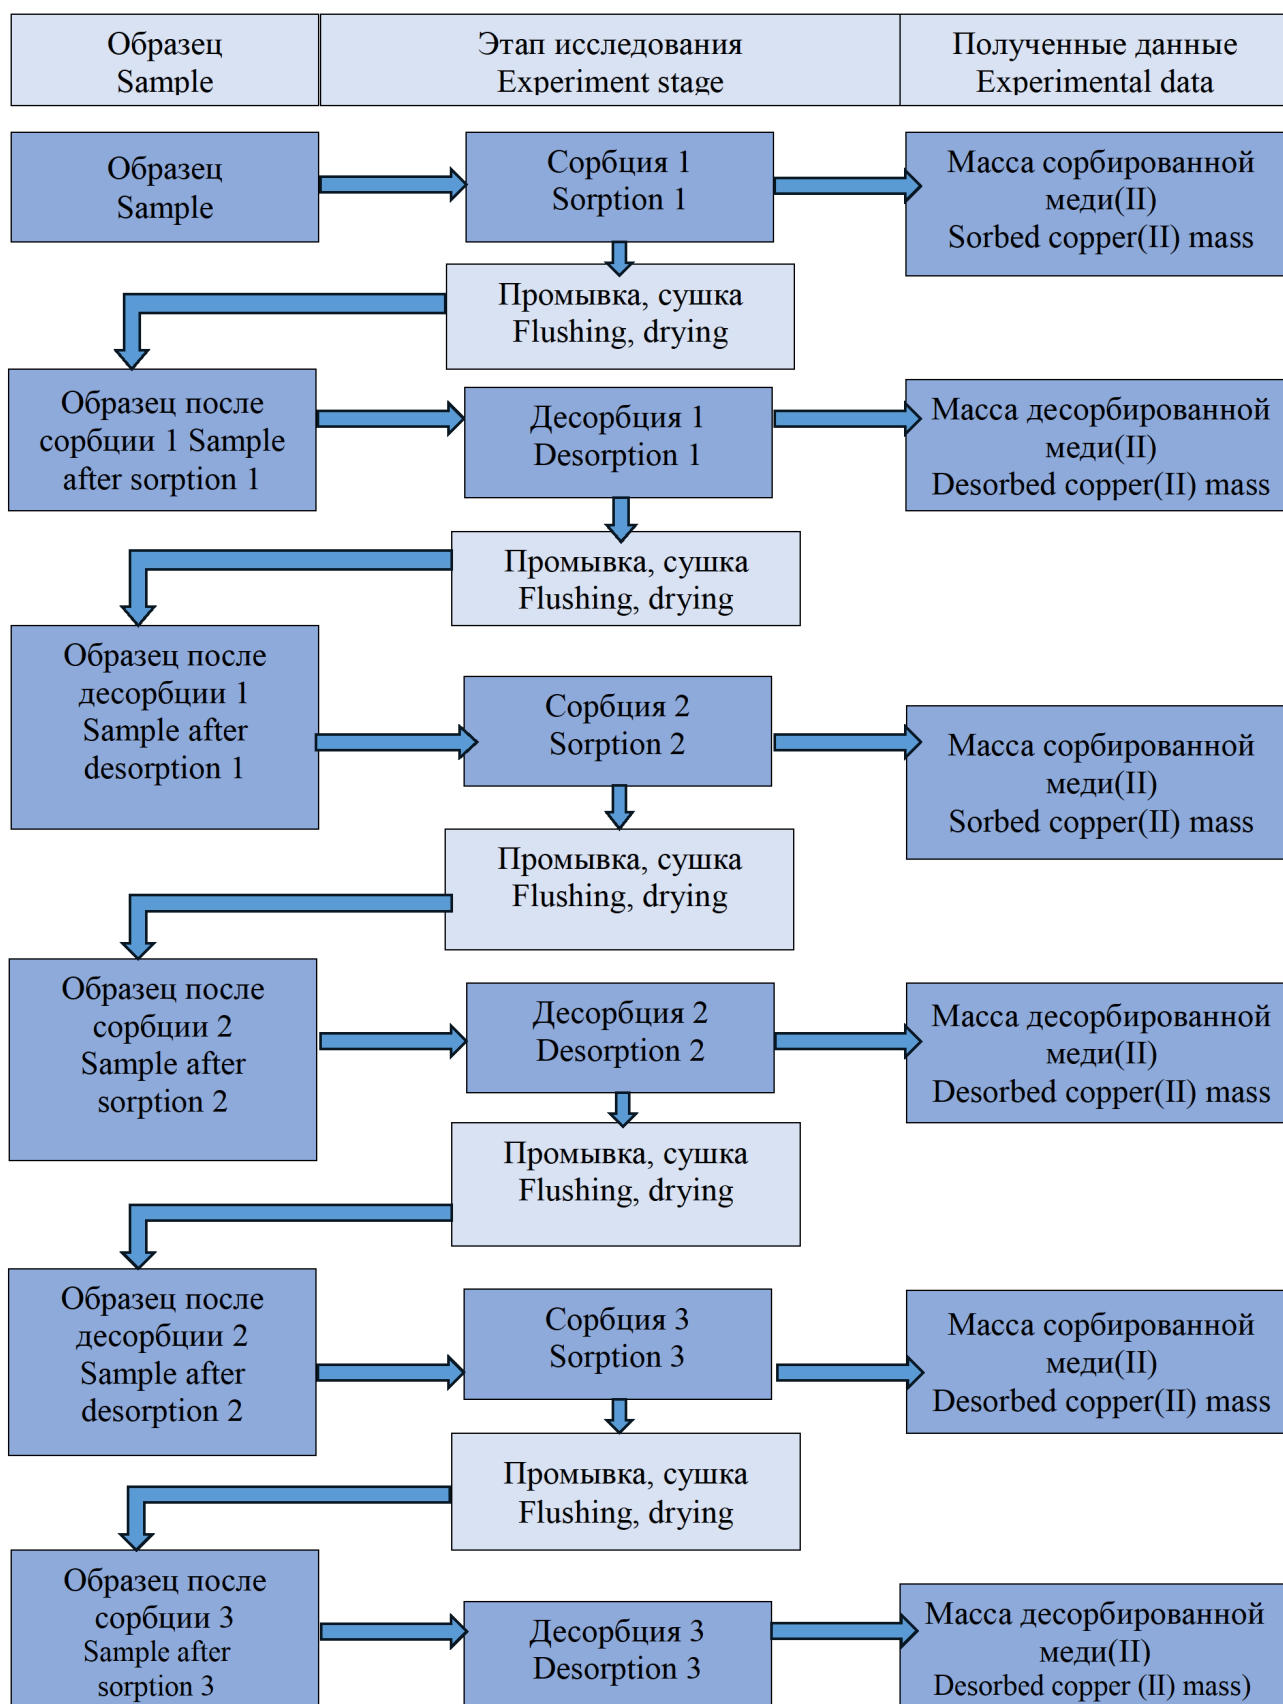 Образец
Sample
Этап исследования
Experiment stage
Полученные данные
Experimental data
Образец
Sample
Сорбция 1
Sorption 1
Масса сорбированной
меди(II)
Sorbed copper(II) mass
Промывка, сушка
Flushing, drying
Образец после
сорбции 1 Sample
after sorption 1
Десорбция 1
Desorption 1
Масса десорбированной
меди(II)
Desorbed copper(II) mass
Промывка, сушка
Flushing, drying
Образец после
десорбции 1
Sample after
desorption 1
Сорбция 2
Sorption 2
Масса сорбированной
меди(II)
Sorbed copper(II) mass
Промывка, сушка
Flushing, drying
Образец после
сорбции 2
Sample after
sorption 2
Десорбция 2
Desorption 2
Масса десорбированной
меди(II)
Desorbed copper(II) mass
Промывка, сушка
Flushing, drying
Образец после
десорбции 2
Sample after
desorption 2
Сорбция 3
Sorption 3
Масса сорбированной
меди(II)
Desorbed copper(II) mass
Промывка, сушка
Flushing, drying
Образец после
сорбции 3
Sample after
sorption 3
Десорбция 3
Desorption 3
Масса десорбированной
меди(II)
Desorbed copper (II) mass)